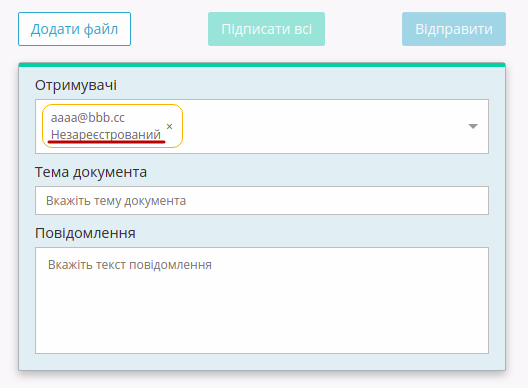 Додати файл
Підписати всі
Відправити
Отримувачі
aaaa@bbb.cc
Незареєстрований ×
Тема документа
Вкажіть тему документа
Повідомлення
Вкажіть текст повідомлення